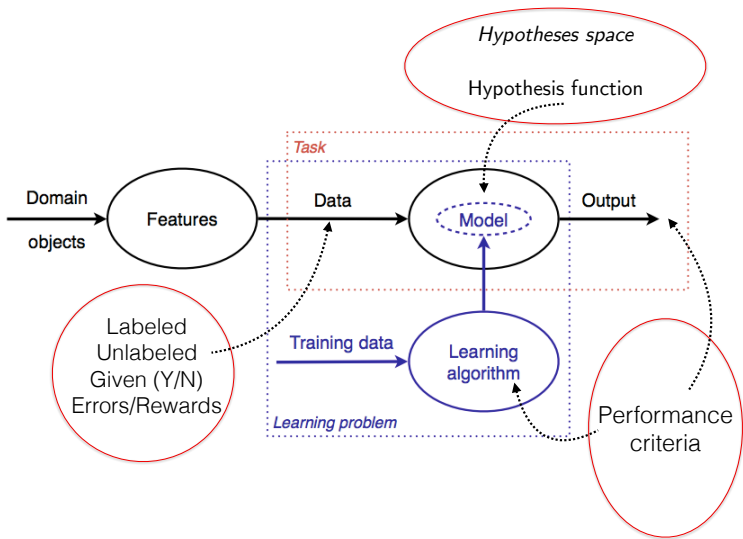 Hypotheses space
Hypothesis function
Task
Domain
objects
Features
Data
Model
Output
Labeled
Unlabeled
Given (Y/N)
Errors/Rewards
Training data
Learning
algorithm
Learning problem
Performance
criteria